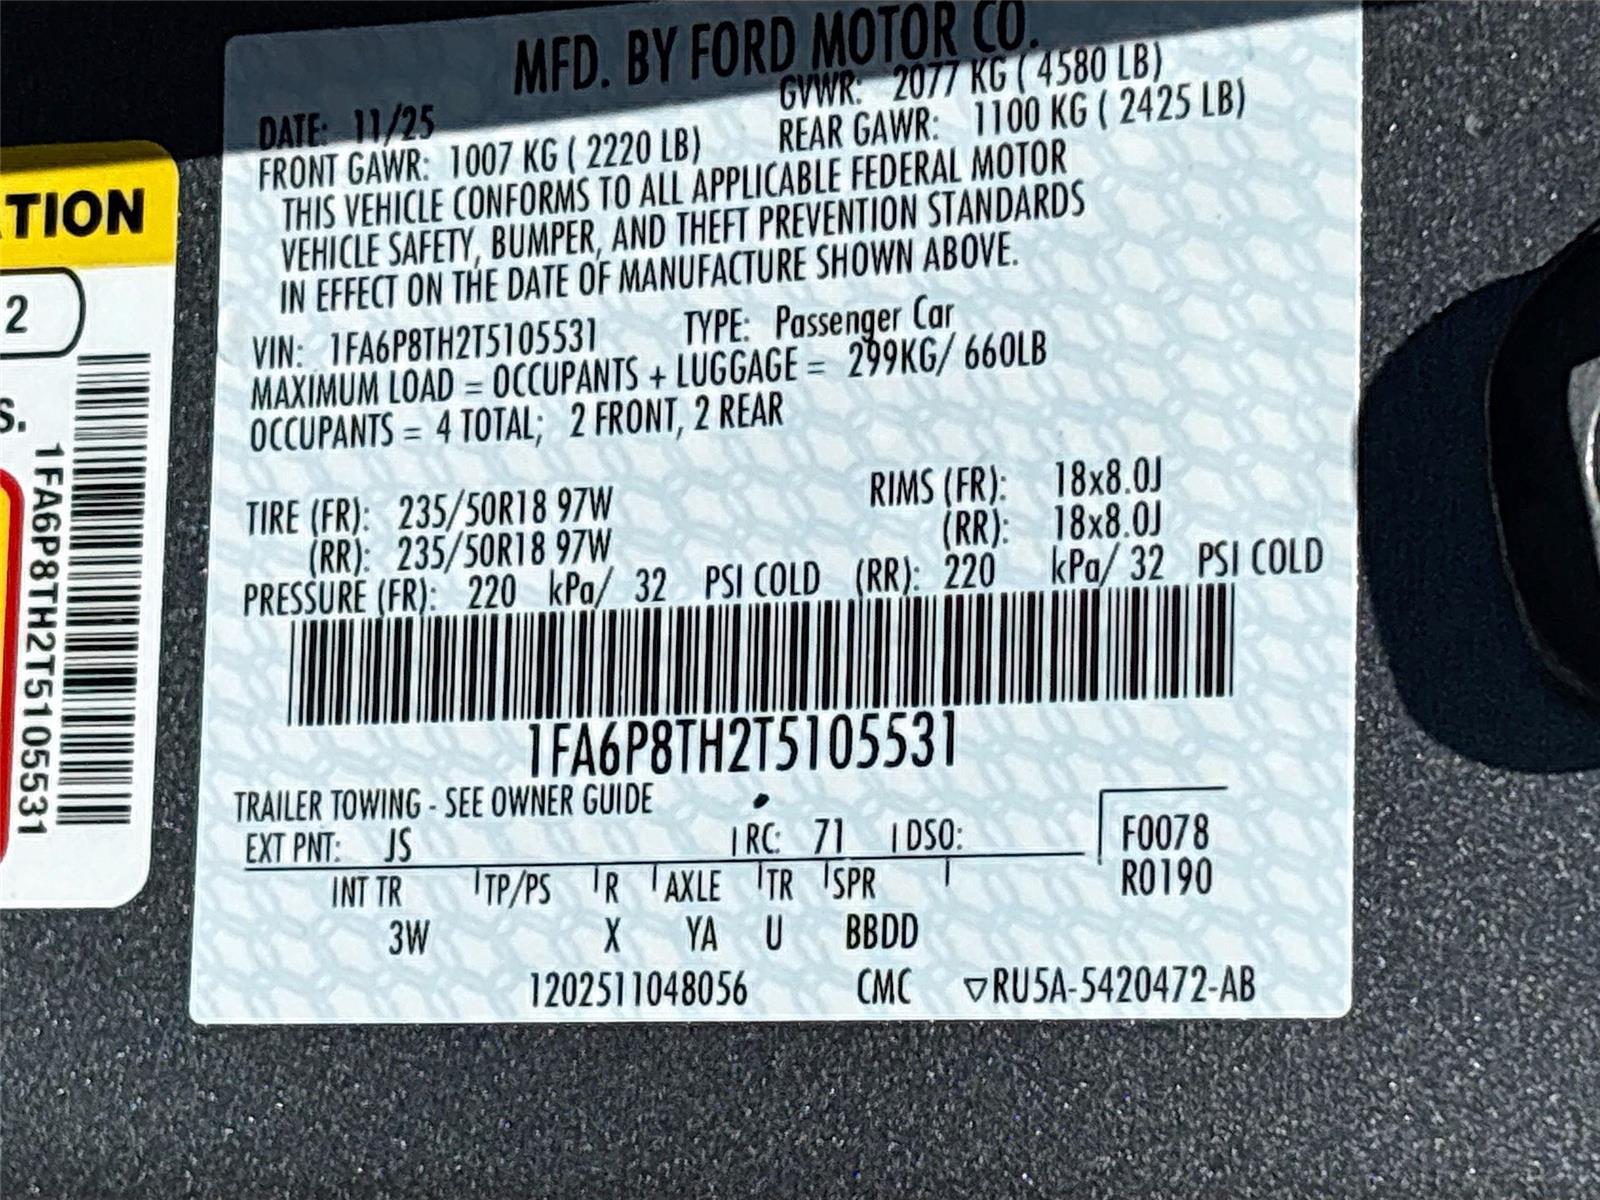 MFD. BY FORD MOTOR CO.
DATE: 11/25
GVWR: 2077 KG ( 4580 LB)
FRONT GAWR: 1007 KG ( 2220 LB)
REAR GAWR: 1100 KG ( 2425 LB)
THIS VEHICLE CONFORMS TO ALL APPLICABLE FEDERAL MOTOR
VEHICLE SAFETY, BUMPER, AND THEFT PREVENTION STANDARDS
IN EFFECT ON THE DATE OF MANUFACTURE SHOWN ABOVE.
VIN: 1FA6P8TH2T5105531 TYPE: Passenger Car
MAXIMUM LOAD = OCCUPANTS + LUGGAGE = 299KG/ 660LB
OCCUPANTS = 4 TOTAL; 2 FRONT, 2 REAR
TIRE (FR): 235/50R18 97W RIMS (FR): 18x8.0J
(RR): 235/50R18 97W (RR): 18x8.0J
PRESSURE (FR): 220 kPa/ 32 PSI COLD (RR): 220 kPa/ 32 PSI COLD
1FA6P8TH2T5105531
TRAILER TOWING - SEE OWNER GUIDE
EXT PNT: JS RC: 71 DSO: F0078
R0190
INT TR TP/PS R AXLE TR SPR
3W X YA U BBDD
1202511048056 CMC ▽RU5A-5420472-AB
ATION
2
S.
1FA6P8TH2T5105531